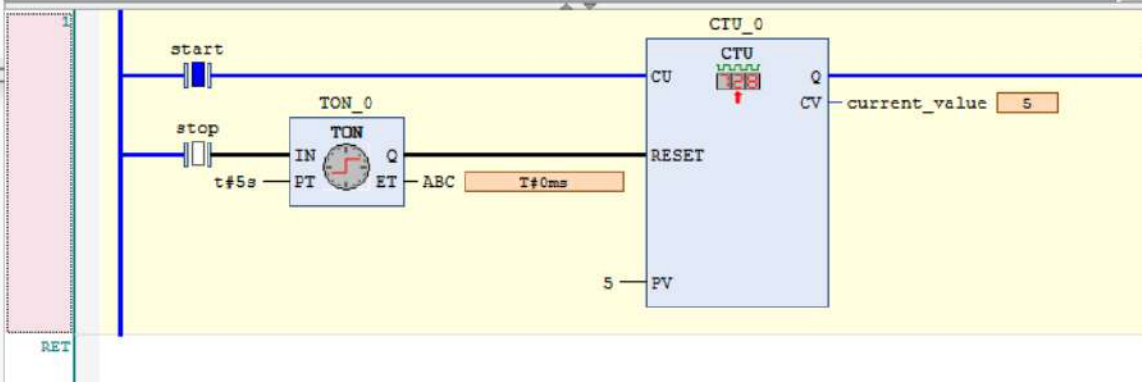 1
CTU_0
start
CTU
CU
128
Q
TON_0
CV
current_value
5
stop
TON
IN
Q
RESET
t#5s
PT
ET
ABC
T#0ms
5
PV
RET